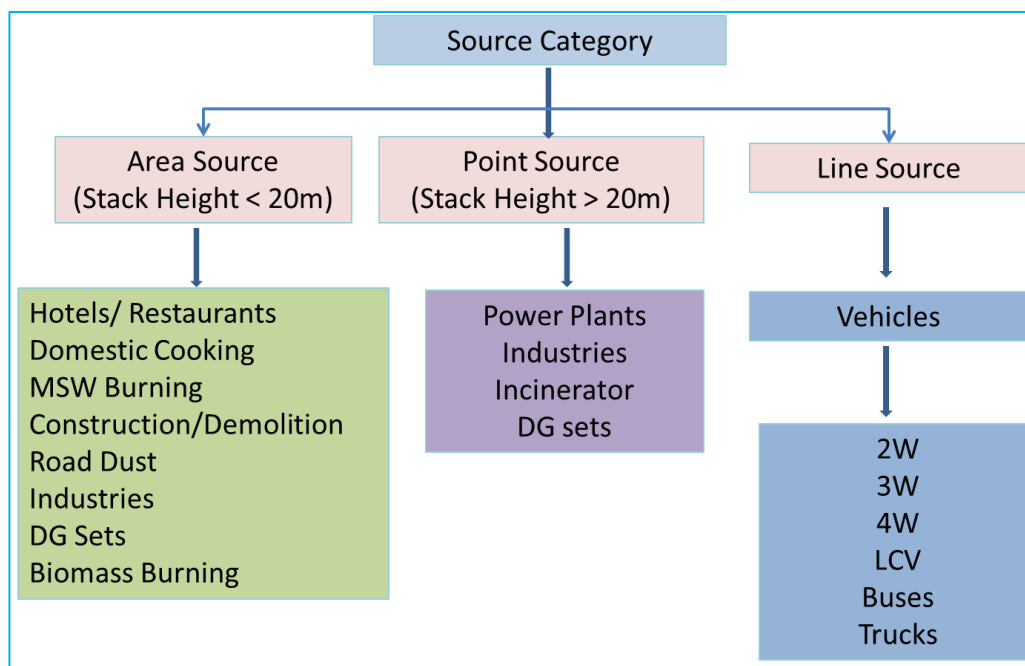 Source Category
Area Source
(Stack Height < 20m)
Point Source
(Stack Height > 20m)
Line Source
Hotels/ Restaurants
Domestic Cooking
MSW Burning
Construction/Demolition
Road Dust
Industries
DG Sets
Biomass Burning
Power Plants
Industries
Incinerator
DG sets
Vehicles
2W
3W
4W
LCV
Buses
Trucks